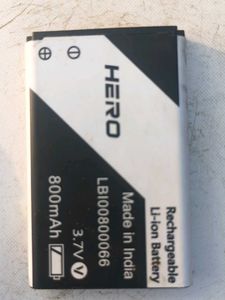 HERO
Rechargeable
Li-ion Battery
Made in India
LBI00800066
3.7V
800mAh